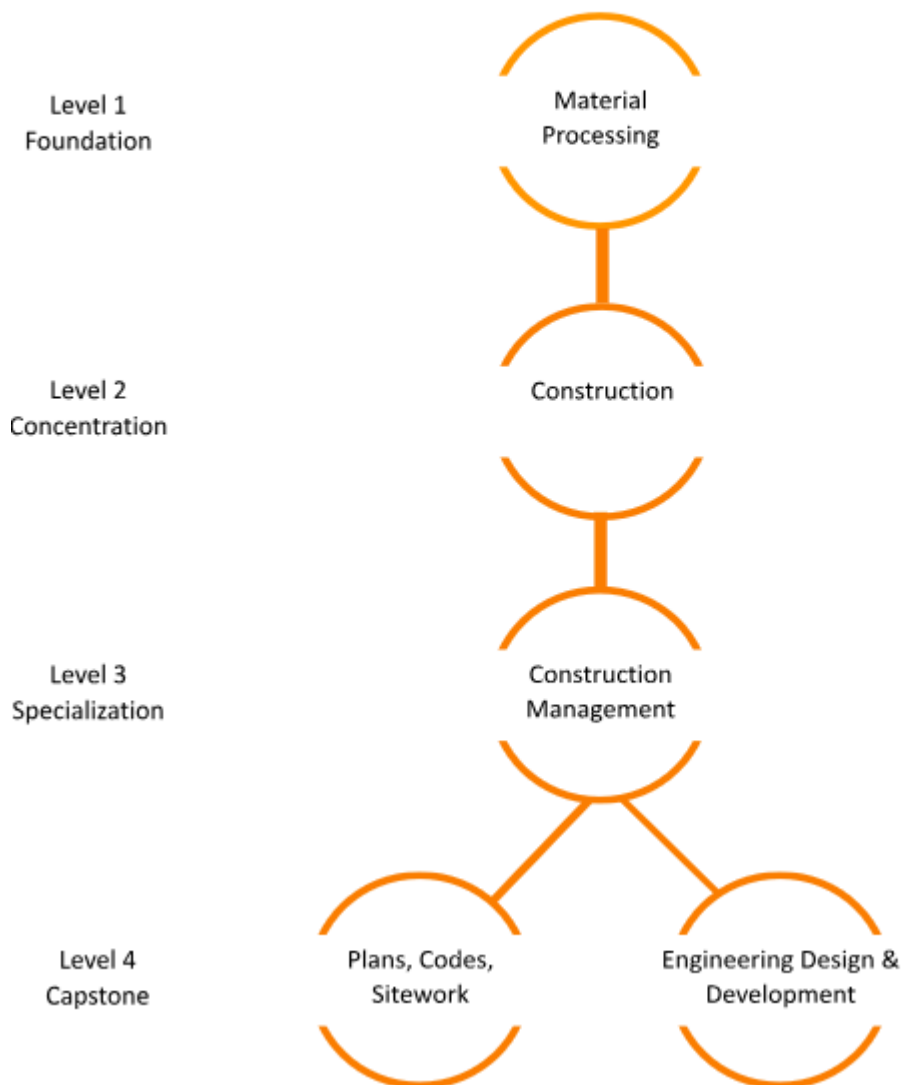 Level 1
Foundation
Material
Processing
Level 2
Concentration
Construction
Level 3
Specialization
Construction
Management
Level 4
Capstone
Plans, Codes,
Sitework
Engineering Design &
Development